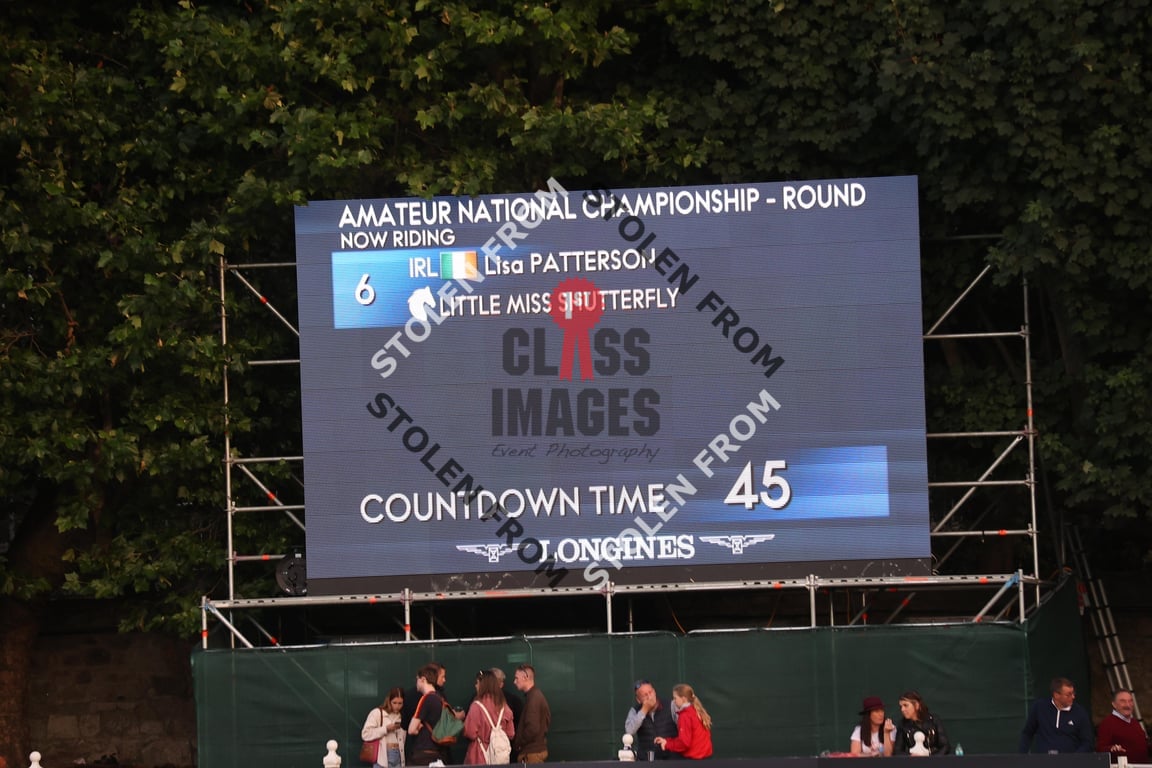 AMATEUR NATIONAL CHAMPIONSHIP - ROUND
NOW RIDING
6
IRL Lisa PATTERSON
LITTLE MISS SHUTTERFLY
1st
CLASS
IMAGES
Event Photography
STOLEN FROM
STOLEN FROM
STOLEN FROM
STOLEN FROM
COUNTDOWN TIME 45
LONGINES